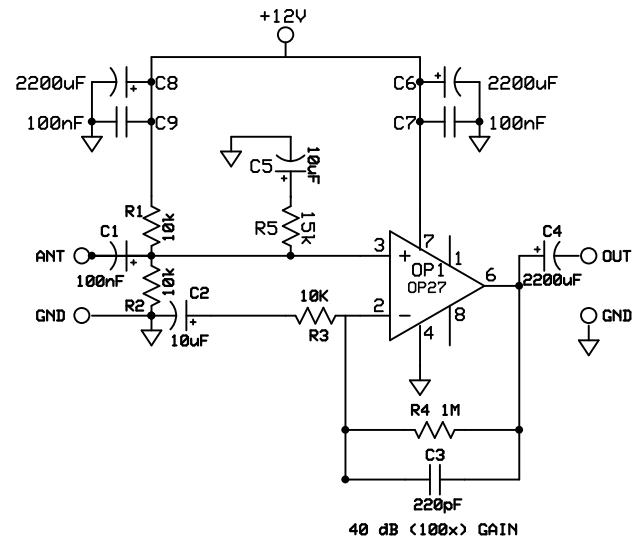 +12V
2200uF
+
C8
C6
+
2200uF
100nF
C9
C7
100nF
C5
10uF
+
R1
10k
R5
15k
C1
ANT
+
100nF
3
+
7
1
OP1
OP27
6
C4
+
OUT
2200uF
10k
R2
C2
GND
+
10uF
10K
R3
2
−
4
8
GND
R4 1M
C3
220pF
40 dB (100x) GAIN